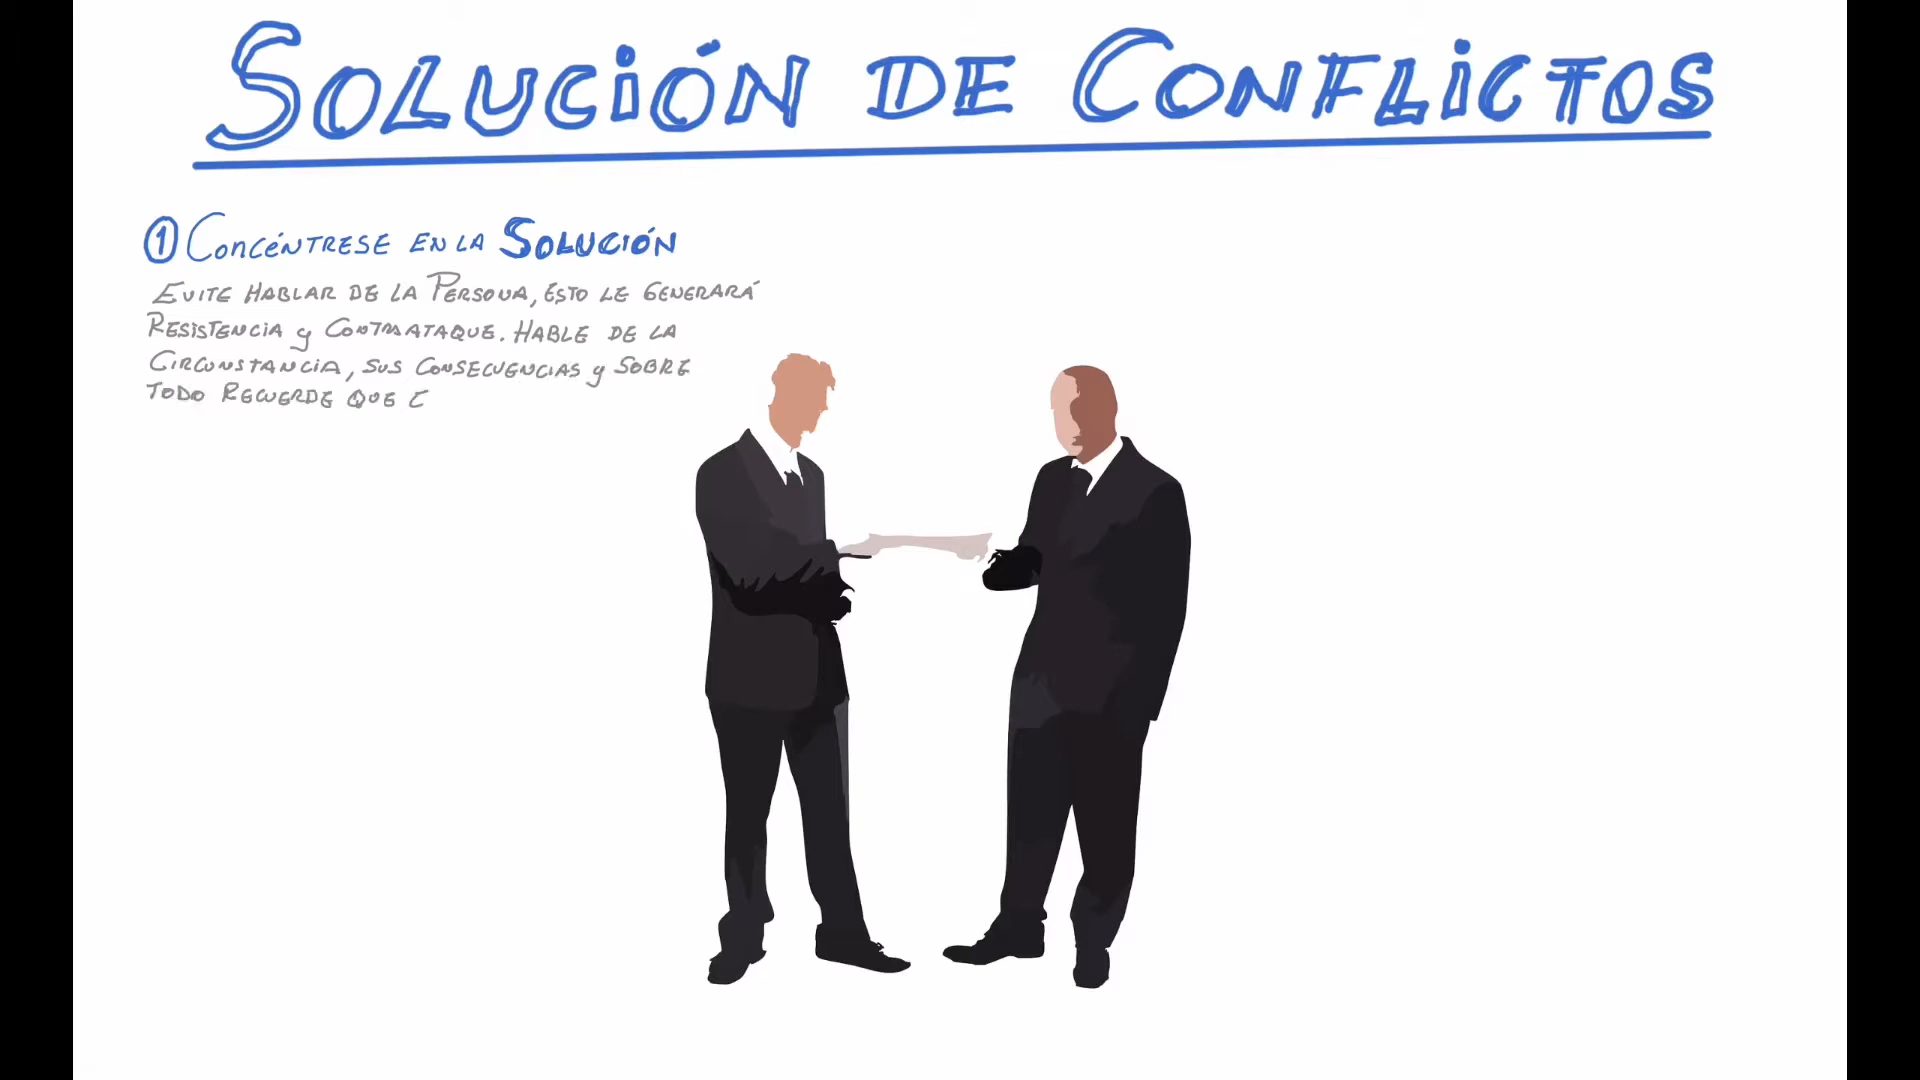 SOLUCIÓN DE CONFLICTOS
① CONCÉNTRESE EN LA SOLUCIÓN
EVITE HABLAR DE LA PERSONA, ESTO LE GENERARÁ
RESISTENCIA y CONTRAATAQUE. HABLE DE LA
CIRCUNSTANCIA, SUS CONSECUENCIAS y SOBRE
TODO RECUERDE QUE